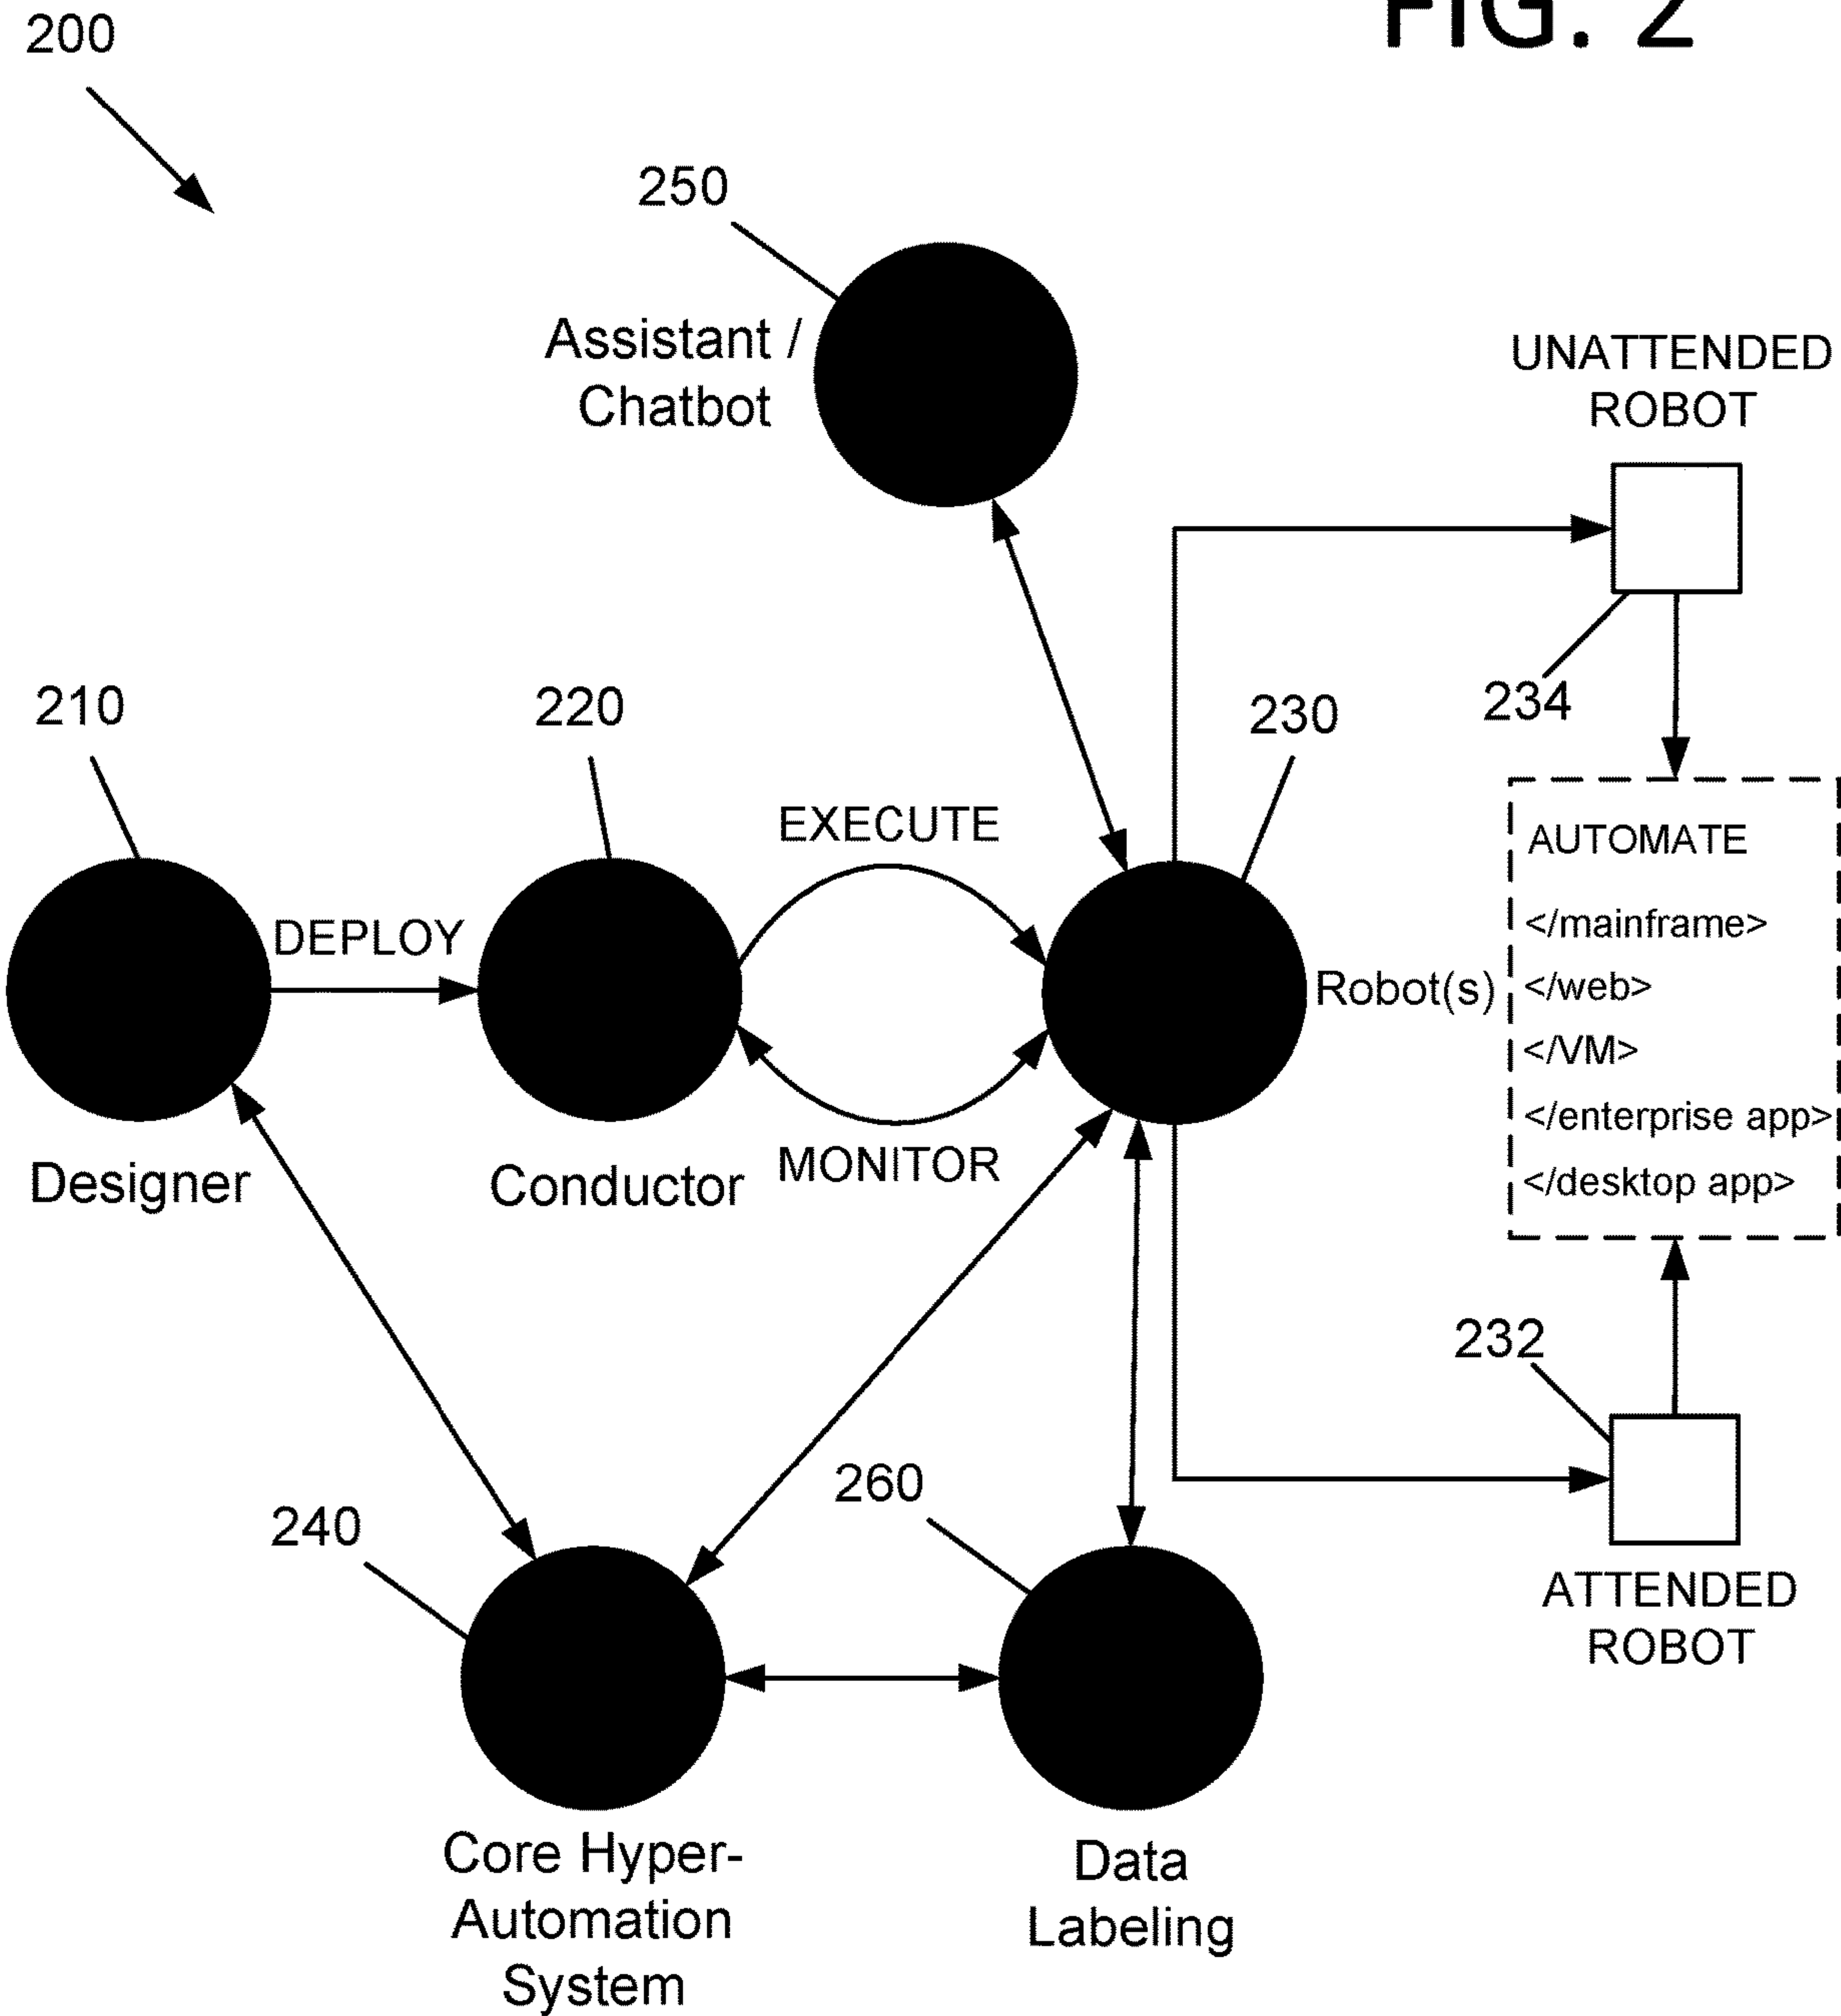 FIG. 2
200
250
Assistant /
Chatbot
UNATTENDED
ROBOT
234
210
220
230
EXECUTE
DEPLOY
MONITOR
Designer
Conductor
Robot(s)
AUTOMATE
</mainframe>
</web>
</VM>
</enterprise app>
</desktop app>
232
ATTENDED
ROBOT
240
260
Core Hyper-
Automation
System
Data
Labeling